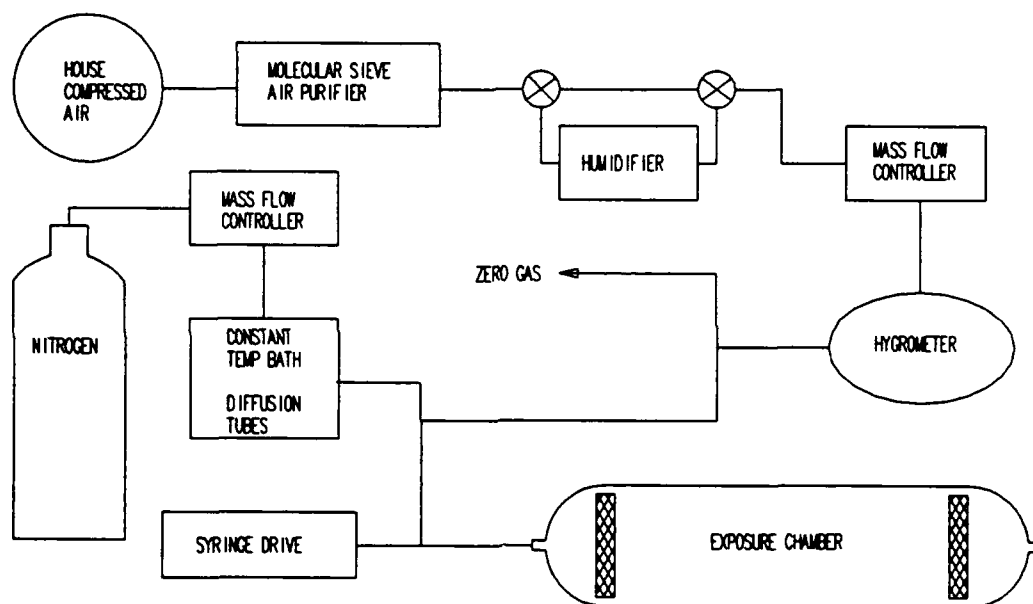 HOUSE
COMPRESSED
AIR
MOLECULAR SIEVE
AIR PURIFIER
HUMIDIFIER
MASS FLOW
CONTROLLER
MASS FLOW
CONTROLLER
ZERO GAS
NITROGEN
CONSTANT
TEMP BATH
DIFFUSION
TUBES
HYGROMETER
SYRINGE DRIVE
EXPOSURE CHAMBER